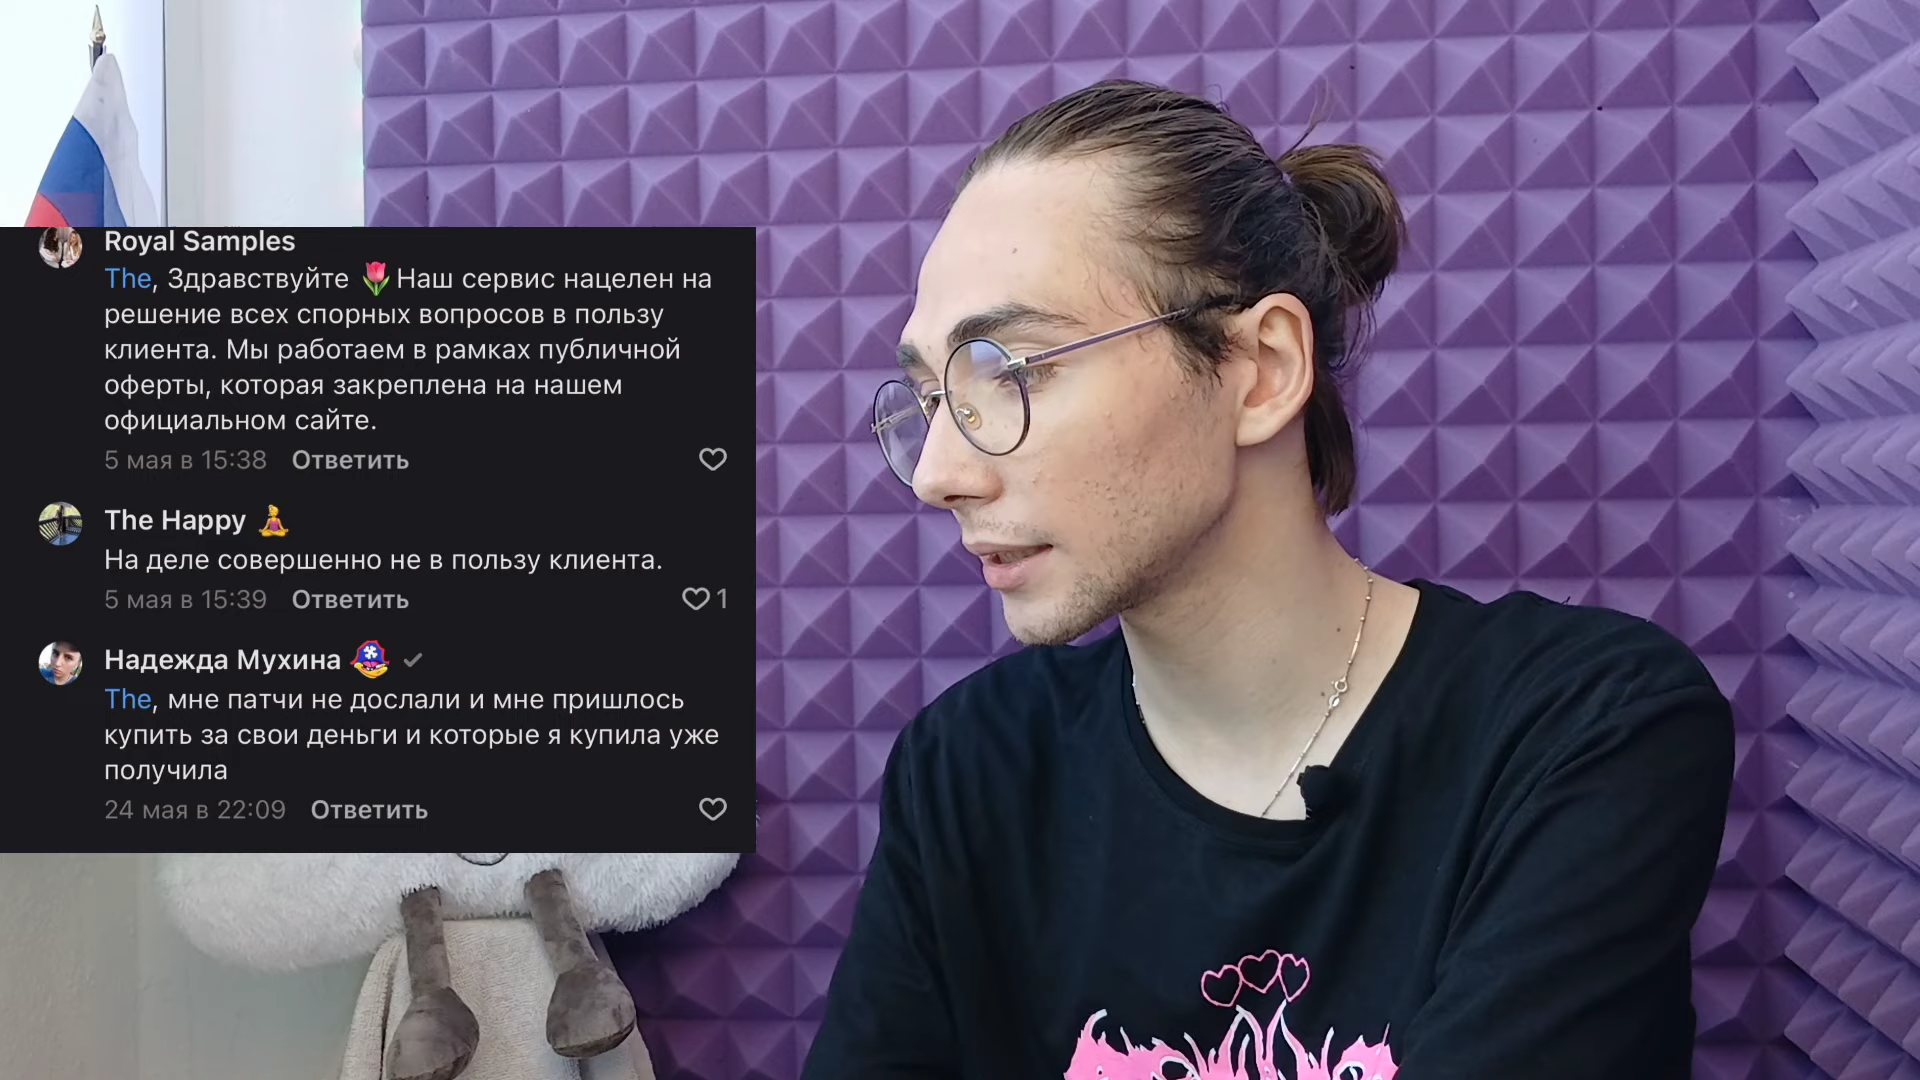 Royal Samples
The, Здравствуйте 🌷Наш сервис нацелен на
решение всех спорных вопросов в пользу
клиента. Мы работаем в рамках публичной
оферты, которая закреплена на нашем
официальном сайте.
5 мая в 15:38 Ответить
The Happy 🧘
На деле совершенно не в пользу клиента.
5 мая в 15:39 Ответить 1
Надежда Мухина
The, мне патчи не дослали и мне пришлось
купить за свои деньги и которые я купила уже
получила
24 мая в 22:09 Ответить